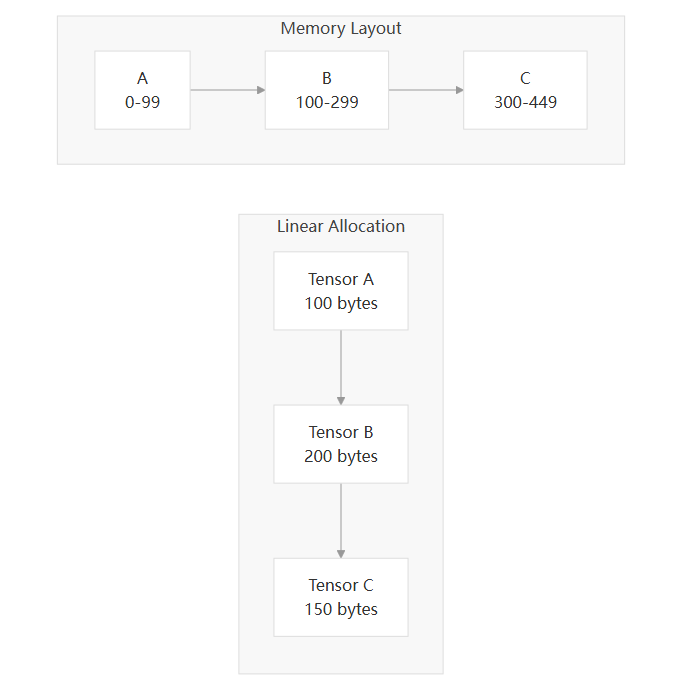 Memory Layout
A
0-99
B
100-299
C
300-449
Linear Allocation
Tensor A
100 bytes
Tensor B
200 bytes
Tensor C
150 bytes